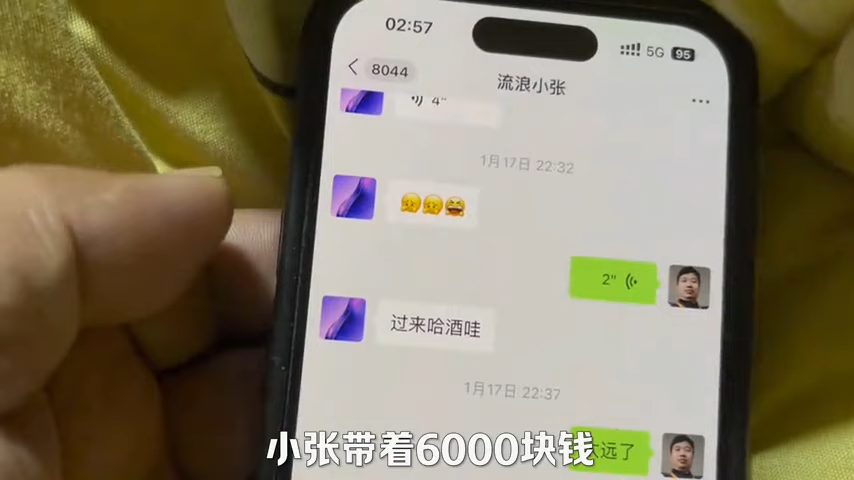 02:57
5G 95
8044
流浪小张
4"
1月17日 22:32
2"
过来哈酒哇
1月17日 22:37
太远了
小张带着6000块钱